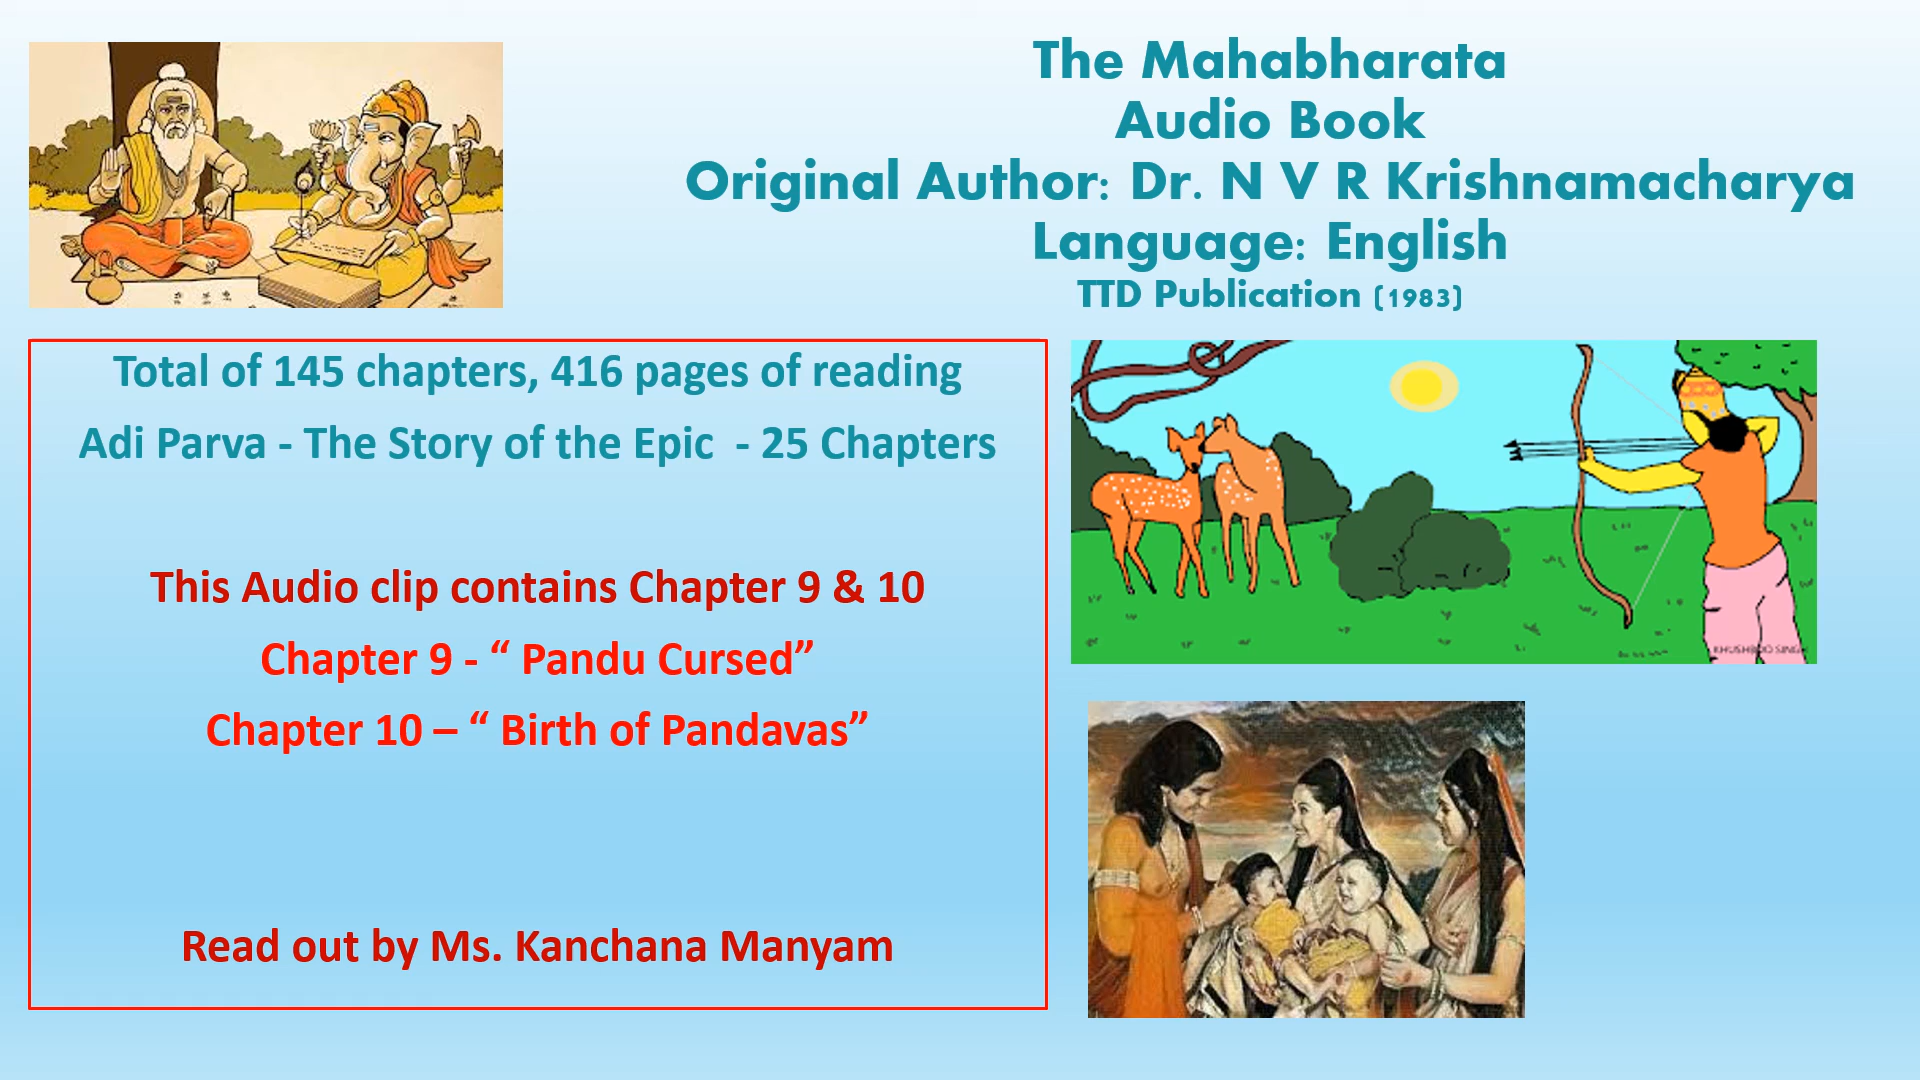 The Mahabharata
Audio Book
Original Author: Dr. N V R Krishnamacharya
Language: English
TTD Publication (1983)
Total of 145 chapters, 416 pages of reading
Adi Parva - The Story of the Epic - 25 Chapters
This Audio clip contains Chapter 9 & 10
Chapter 9 - “ Pandu Cursed”
Chapter 10 – “ Birth of Pandavas”
Read out by Ms. Kanchana Manyam
KHUSHBOO SINGH